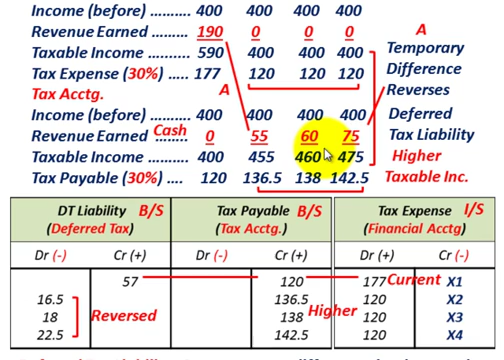 Income (before) .......... 400 400 400 400
Revenue Earned ......... 190 0 0 0 A
Taxable Income .......... 590 400 400 400 Temporary
Tax Expense (30%) ..... 177 120 120 120 Difference
Tax Acctg. A Reverses
Income (before) .......... 400 400 400 400 Deferred
Revenue Earned Cash ........ 0 55 60 75 Tax Liability
Taxable Income .......... 400 455 460 475 Higher
Tax Payable (30%) .... 120 136.5 138 142.5 Taxable Inc.
DT Liability B/S Tax Payable B/S Tax Expense I/S
(Deferred Tax) (Tax Acctg.) (Financial Acctg)
Dr (-) Cr (+) Dr (-) Cr (+) Dr (+) Cr (-)
57 120 177 Current X1
16.5 136.5 120 X2
18 Reversed 138 Higher 120 X3
22.5 142.5 120 X4